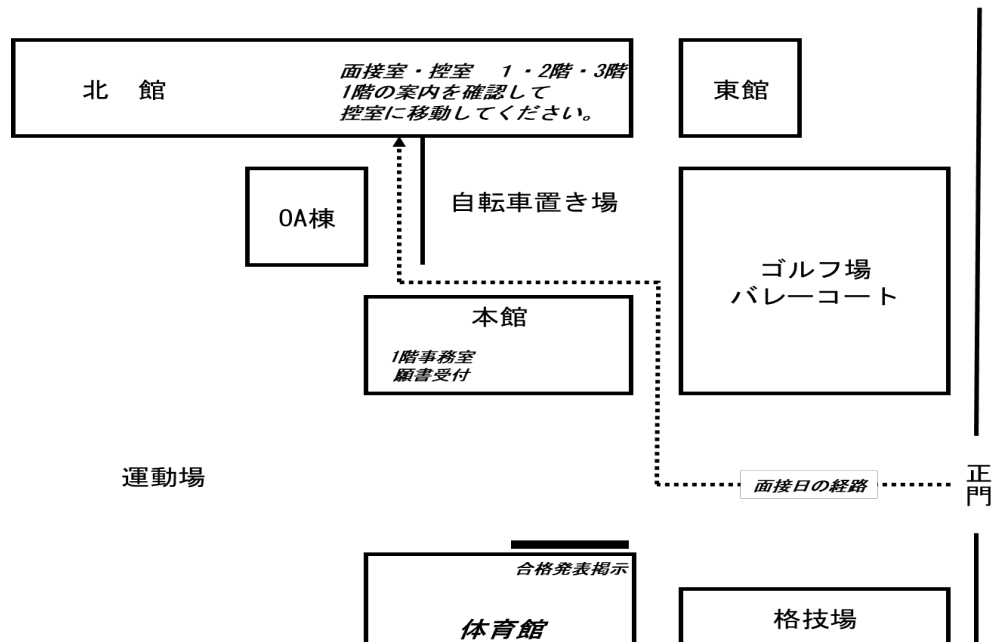 北　館
面接室・控室　１・2階・3階
1階の案内を確認して
控室に移動してください。
東館
OA棟
自転車置き場
ゴルフ場
バレーコート
本館
1階事務室
願書受付
運動場
面接日の経路
正門
合格発表掲示
体育館
格技場